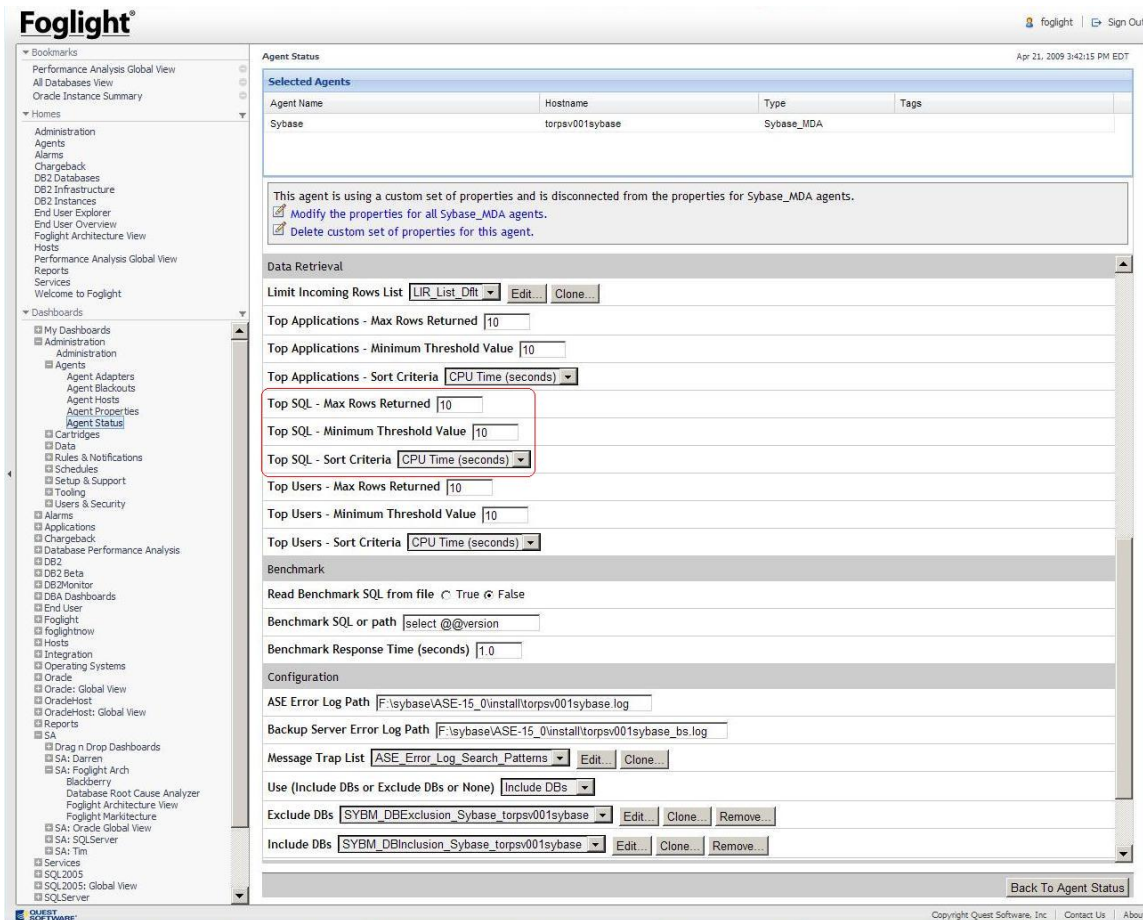 Foglight®
foglight | Sign Out
Bookmarks
Performance Analysis Global View
All Databases View
Oracle Instance Summary
Homes
Administration
Agents
Alarms
Chargeback
DB2 Databases
DB2 Infrastructure
DB2 Instances
End User Explorer
End User Overview
Foglight Architecture View
Hosts
Performance Analysis Global View
Reports
Services
Welcome to Foglight
Dashboards
My Dashboards
Administration
Administration
Agents
Agent Adapters
Agent Blackouts
Agent Hosts
Agent Properties
Agent Status
Cartridges
Data
Rules & Notifications
Schedules
Setup & Support
Tooling
Users & Security
Alarms
Applications
Chargeback
Database Performance Analysis
DB2
DB2 Beta
DB2Monitor
DBA Dashboards
End User
Foglight
foglightnow
Hosts
Integration
Operating Systems
Oracle
Oracle: Global View
OracleHost
OracleHost: Global View
Reports
SA
Drag n Drop Dashboards
SA: Darren
SA: Foglight Arch
Blackberry
Database Root Cause Analyzer
Foglight Architecture View
Foglight Markitecture
SA: Oracle Global View
SA: SQLServer
SA: Tim
Services
SQL2005
SQL2005: Global View
SQLServer
Agent Status
Apr 21, 2009 3:42:15 PM EDT
Selected Agents
Agent Name Hostname Type Tags
Sybase torpsv001sybase Sybase_MDA
This agent is using a custom set of properties and is disconnected from the properties for Sybase_MDA agents.
Modify the properties for all Sybase_MDA agents.
Delete custom set of properties for this agent.
Data Retrieval
Limit Incoming Rows List LIR_List_Dflt Edit... Clone...
Top Applications - Max Rows Returned 10
Top Applications - Minimum Threshold Value 10
Top Applications - Sort Criteria CPU Time (seconds)
Top SQL - Max Rows Returned 10
Top SQL - Minimum Threshold Value 10
Top SQL - Sort Criteria CPU Time (seconds)
Top Users - Max Rows Returned 10
Top Users - Minimum Threshold Value 10
Top Users - Sort Criteria CPU Time (seconds)
Benchmark
Read Benchmark SQL from file True False
Benchmark SQL or path select @@version
Benchmark Response Time (seconds) 1.0
Configuration
ASE Error Log Path F:\sybase\ASE-15_0\install\torpsv001sybase.log
Backup Server Error Log Path F:\sybase\ASE-15_0\install\torpsv001sybase_bs.log
Message Trap List ASE_Error_Log_Search_Patterns Edit... Clone...
Use (Include DBs or Exclude DBs or None) Include DBs
Exclude DBs SYBM_DBExclusion_Sybase_torpsv001sybase Edit... Clone... Remove...
Include DBs SYBM_DBInclusion_Sybase_torpsv001sybase Edit... Clone... Remove...
Back To Agent Status
QUEST SOFTWARE
Copyright Quest Software, Inc | Contact Us | Abou